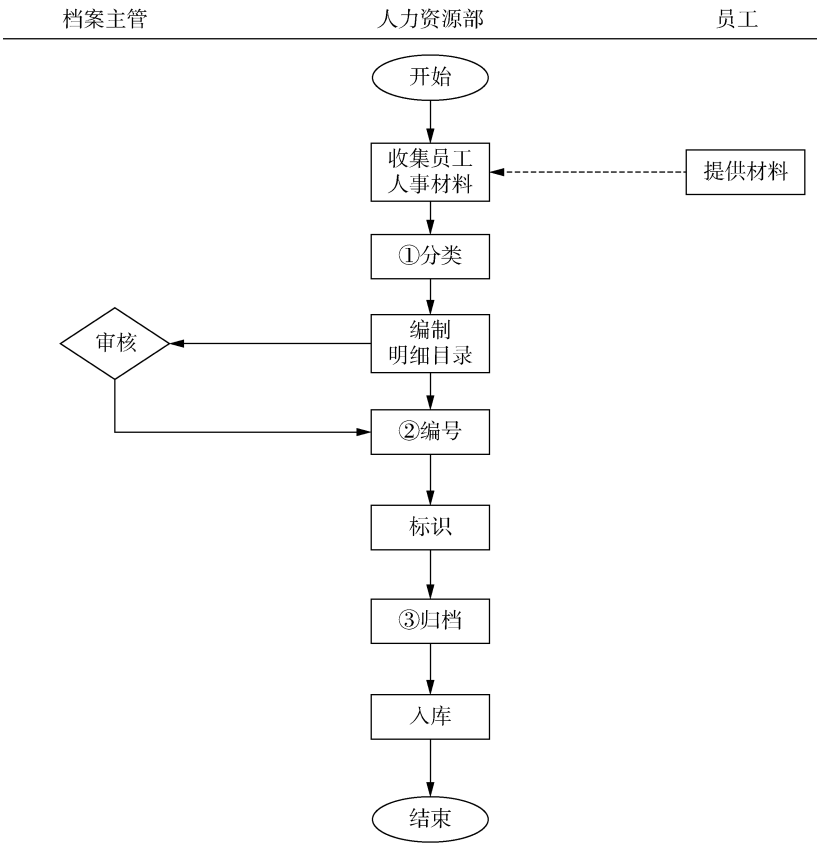 档案主管
人力资源部
员工
开始
收集员工
人事材料
提供材料
①分类
编制
明细目录
审核
②编号
标识
③归档
入库
结束